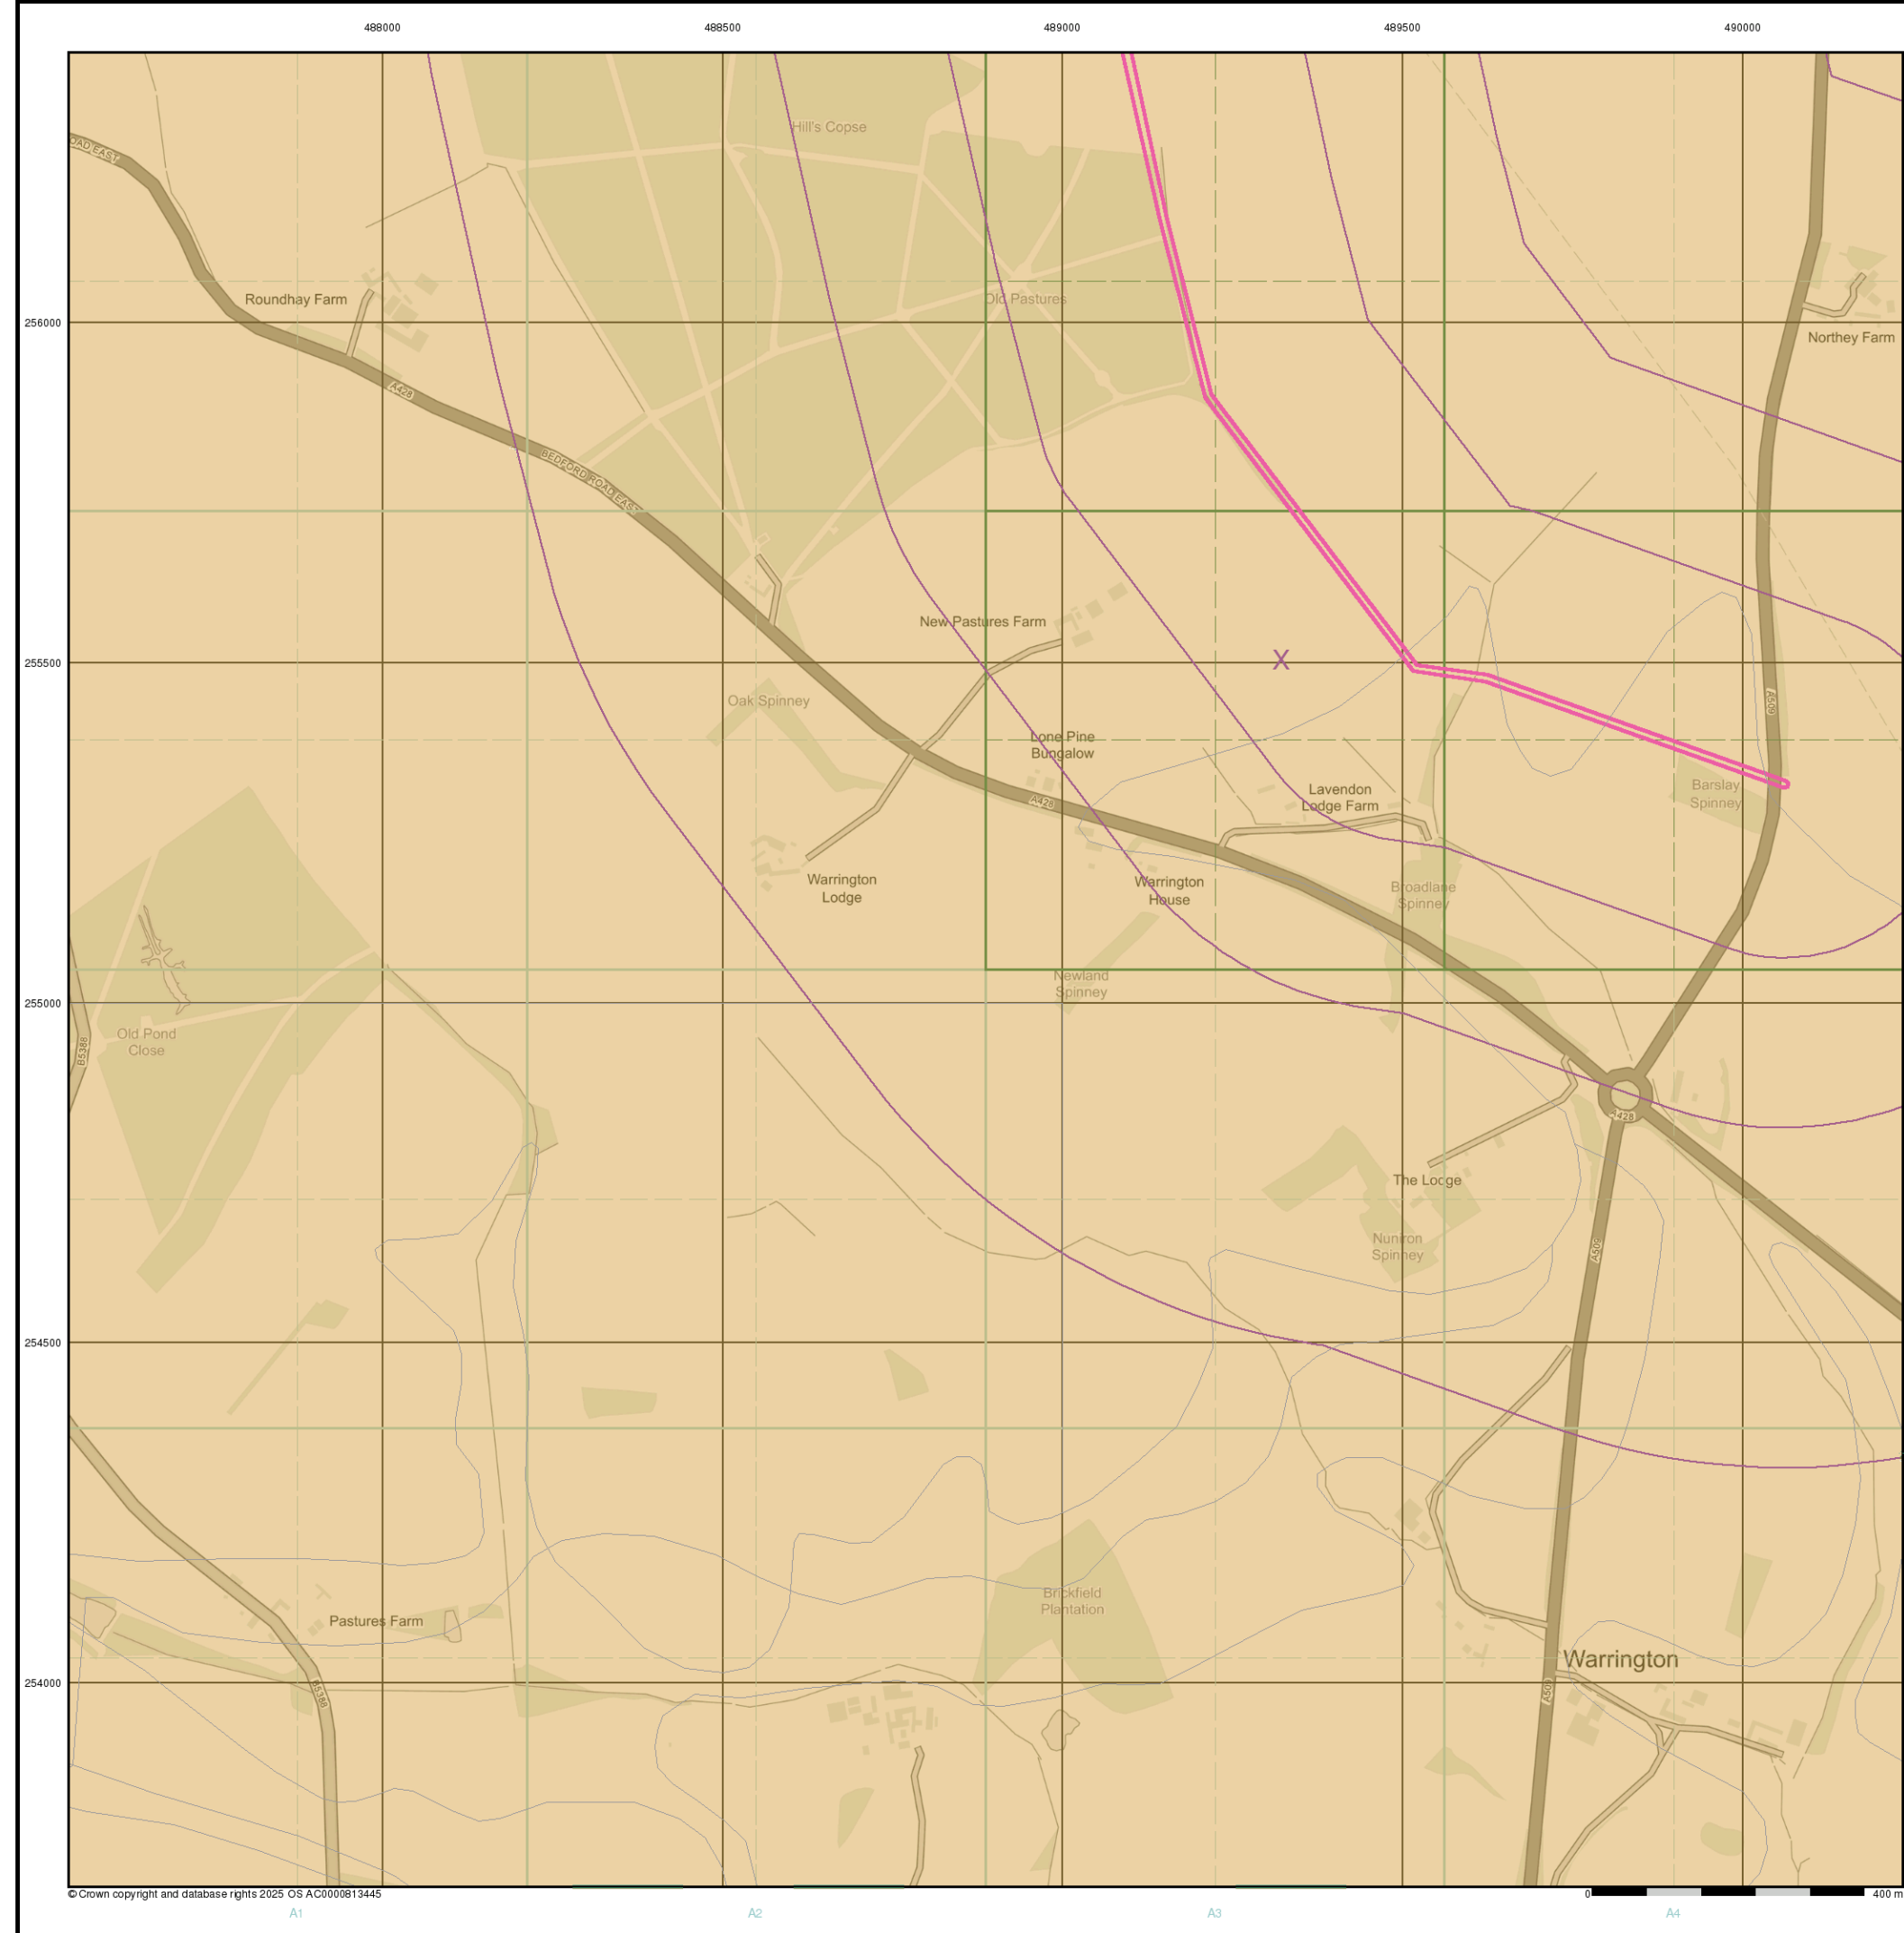 488000
488500
489000
489500
490000
Hill's Copse
OAD EAST
Roundhay Farm
Old Pastures
256000
Northey Farm
A428
BEDFORD ROAD EAST
New Pastures Farm
255500
X
Oak Spinney
A509
Lone Pine
Bungalow
Lavendon
Lodge Farm
Barslay
Spinney
A428
Warrington
Lodge
Warrington
House
Broadlane
Spinney
Newland
Spinney
255000
Old Pond
Close
B5388
A428
The Lodge
Nuniron
Spinney
A509
254500
Brickfield
Plantation
Pastures Farm
Warrington
254000
B5388
A509
© Crown copyright and database rights 2025 OS AC0000813445
0
400 m
A1
A2
A3
A4